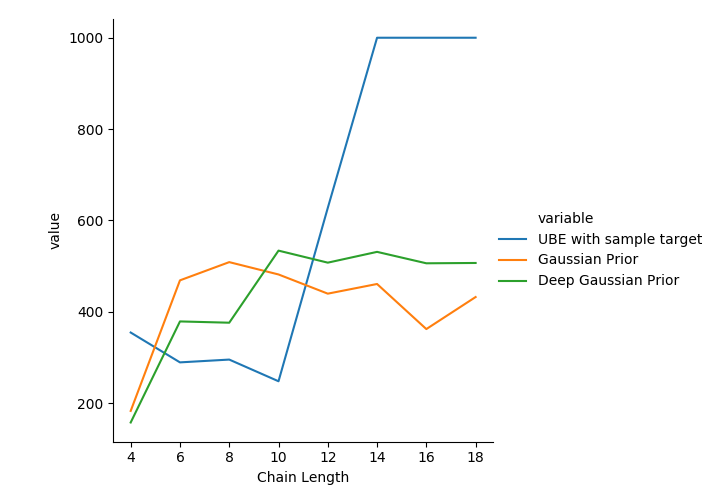 1000
800
600
400
200
value
4 6 8 10 12 14 16 18
Chain Length
variable
UBE with sample target
Gaussian Prior
Deep Gaussian Prior